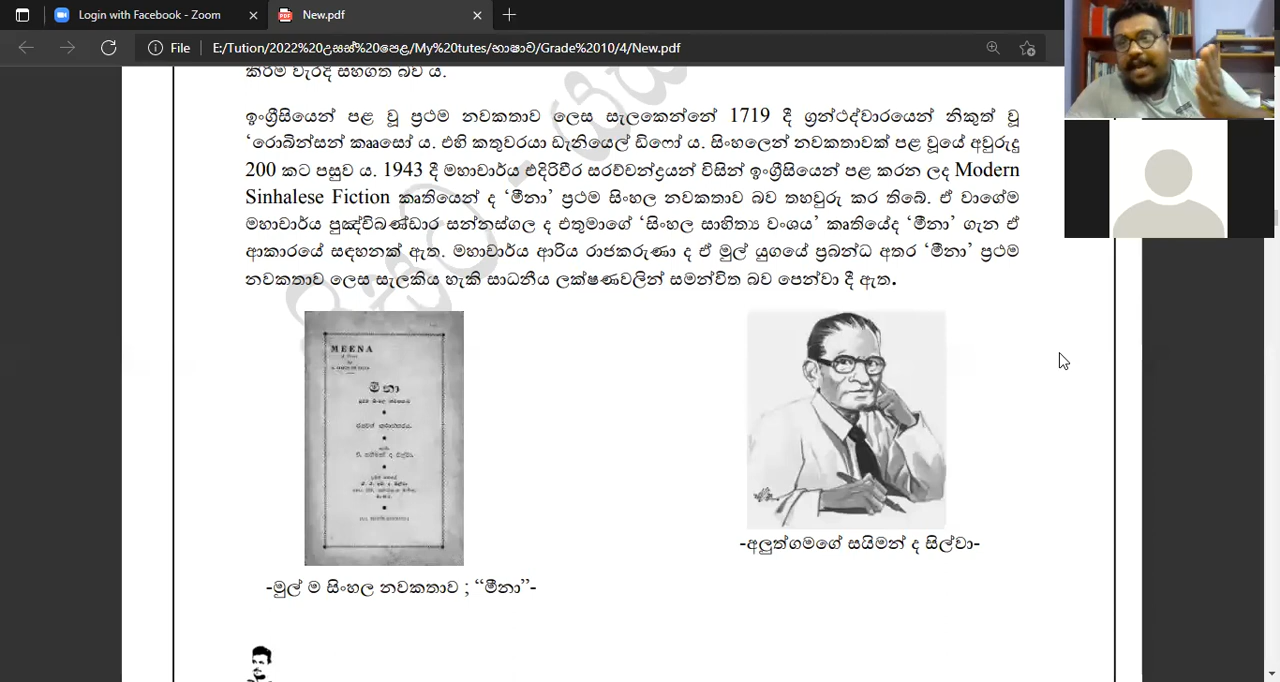 Login with Facebook - Zoom
New.pdf
File
E:/Tution/2022%20උසස්%20පෙළ/My%20tutes/භාෂාව/Grade%2010/4/New.pdf
කිරීම වැරදි සහගත බව ය.
ඉංග්‍රීසියෙන් පළ වූ ප්‍රථම නවකතාව ලෙස සැලකෙන්නේ 1719 දී ග්‍රන්ථද්වාරයෙන් නිකුත් වූ
‘රොබින්සන් කෲසෝ ය. එහි කතුවරයා ඩැනියෙල් ඩිෆෝ ය. සිංහලෙන් නවකතාවක් පළ වූයේ අවුරුදු
200 කට පසුව ය. 1943 දී මහාචාර්ය එදිරිවීර සරච්චන්ද්‍රයන් විසින් ඉංග්‍රීසියෙන් පළ කරන ලද Modern
Sinhalese Fiction කෘතියෙන් ද ‘මීනා’ ප්‍රථම සිංහල නවකතාව බව තහවුරු කර තිබේ. ඒ වාගේම
මහාචාර්ය පුඤ්චිබණ්ඩාර සන්නස්ගල ද එතුමාගේ ‘සිංහල සාහිත්‍ය වංශය’ කෘතියේද ‘මීනා’ ගැන ඒ
ආකාරයේ සඳහනක් ඇත. මහාචාර්ය ආරිය රාජකරුණා ද ඒ මුල් යුගයේ ප්‍රබන්ධ අතර ‘මීනා’ ප්‍රථම
නවකතාව ලෙස සැලකිය හැකි සාධනීය ලක්ෂණවලින් සමන්විත බව පෙන්වා දී ඇත.
MEENA
මීනා
-අලුත්ගමගේ සයිමන් ද සිල්වා-
-මුල් ම සිංහල නවකතාව ; “මීනා”-